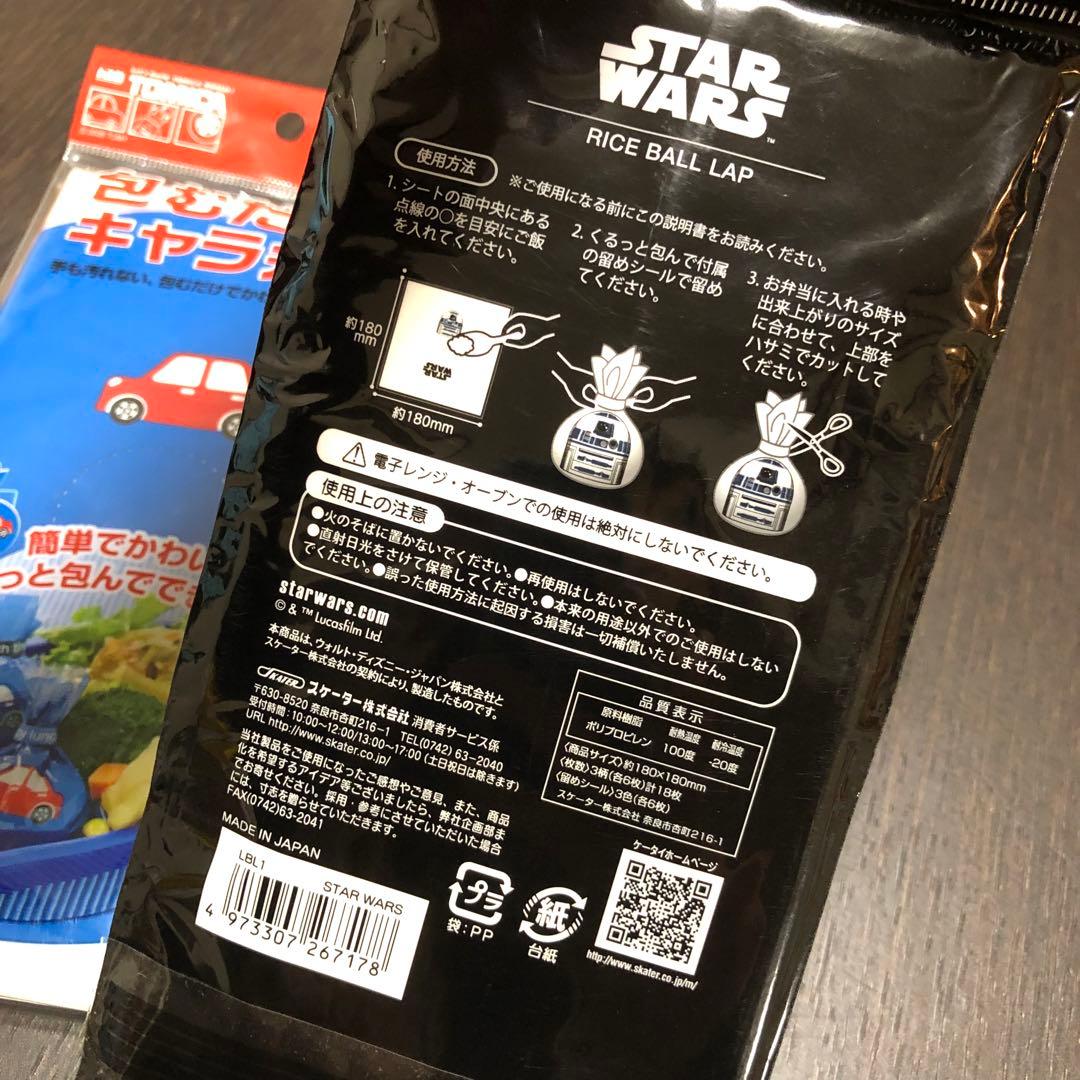 TOMICA
包むだ
キャラ
手も汚れない、包むだけでかわ
簡単でかわい
っと包んででき
STAR
WARS
RICE BALL LAP
使用方法
※ご使用になる前にこの説明書をお読みください。
1. シートの面中央にある
点線の○を目安にご飯
を入れてください。
2. くるっと包んで付属
の留めシールで留め
てください。
3. お弁当に入れる時や
出来上がりのサイズ
に合わせて、上部を
ハサミでカットして
ください。
約180
mm
STAR
WARS
約180mm
電子レンジ・オーブンでの使用は絶対にしないでください。
使用上の注意
●火のそばに置かないでください。●再使用はしないでください。
●直射日光をさけて保管してください。●本来の用途以外でのご使用はしない
でください。●誤った使用方法に起因する損害は一切補償いたしません。
starwars.com
© & ™ Lucasfilm Ltd.
本商品は、ウォルト・ディズニー・ジャパン株式会社と
スケーター株式会社の契約により、製造したものです。
SKATER スケーター株式会社 消費者サービス係
〒630-8520 奈良市杏町216-1 TEL(0742) 63-2040
受付時間:10:00~12:00/13:00~17:00 (土日祝日は除きます)
URL http://www.skater.co.jp/
当社製品をご使用になったご感想やご意見、また、商品
化を希望するアイデア等ございましたら、弊社企画部ま
でお寄せください。採用・参考にさせていただいた場合
には、寸志を贈らせていただきます。
FAX(0742)63-2041
MADE IN JAPAN
品質表示
原料樹脂 耐熱温度 耐冷温度
ポリプロピレン 100度 -20度
〈商品サイズ〉約180×180mm
〈枚数〉3柄(各6枚)計18枚
〈留めシール〉3色(各6枚)
スケーター株式会社 奈良市杏町216-1
LBL1
STAR WARS
4 973307 267178
プラ
袋:PP
紙
台紙
ケータイホームページ
http://www.skater.co.jp/m/